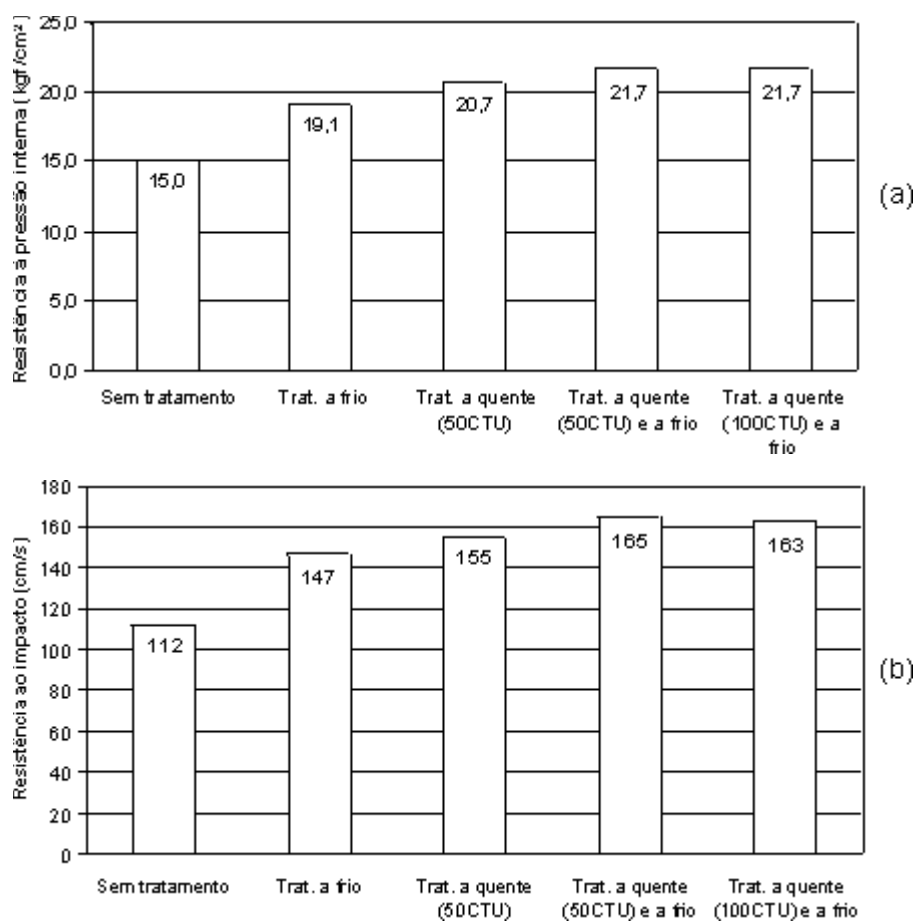 Resistência à pressão interna (kgf/cm²)
25,0
20,0
15,0
10,0
5,0
0,0
15,0
19,1
20,7
21,7
21,7
(a)
Sem tratamento
Trat. a frio
Trat. a quente
(50CTU)
Trat. a quente
(50CTU) e a frio
Trat. a quente
(100CTU) e a
frio
Resistência ao impacto (cm/s)
180
160
140
120
100
80
60
40
20
0
112
147
155
165
163
(b)
Sem tratamento
Trat. a frio
Trat. a quente
(50CTU)
Trat. a quente
(50CTU) e a frio
Trat. a quente
(100CTU) e a frio